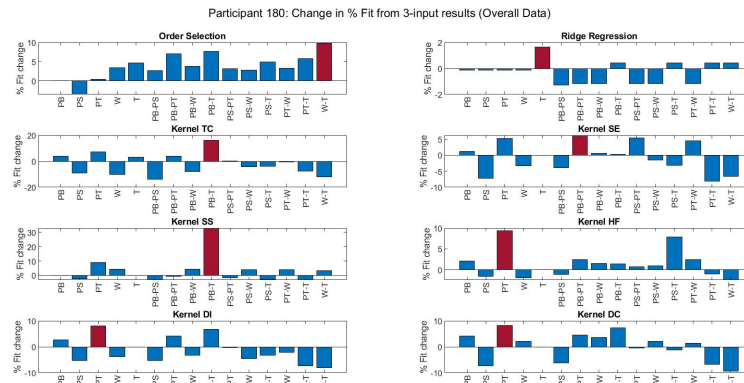 Participant 180: Change in % Fit from 3-input results (Overall Data)
Order Selection
% Fit change
10
5
0
PB PS PT W T PB-PS PB-PT PB-W PB-T PS-PT PS-W PS-T PT-W PT-T W-T
Ridge Regression
% Fit change
2
0
-2
PB PS PT W T PB-PS PB-PT PB-W PB-T PS-PT PS-W PS-T PT-W PT-T W-T
Kernel TC
% Fit change
20
0
-20
PB PS PT W T PB-PS PB-PT PB-W PB-T PS-PT PS-W PS-T PT-W PT-T W-T
Kernel SE
% Fit change
5
0
-5
-10
PB PS PT W T PB-PS PB-PT PB-W PB-T PS-PT PS-W PS-T PT-W PT-T W-T
Kernel SS
% Fit change
30
20
10
0
PB PS PT W T PB-PS PB-PT PB-W PB-T PS-PT PS-W PS-T PT-W PT-T W-T
Kernel HF
% Fit change
10
5
0
PB PS PT W T PB-PS PB-PT PB-W PB-T PS-PT PS-W PS-T PT-W PT-T W-T
Kernel DI
% Fit change
10
0
-10
PB PS PT W T
Kernel DC
% Fit change
10
0
-10
PB PS PT W T